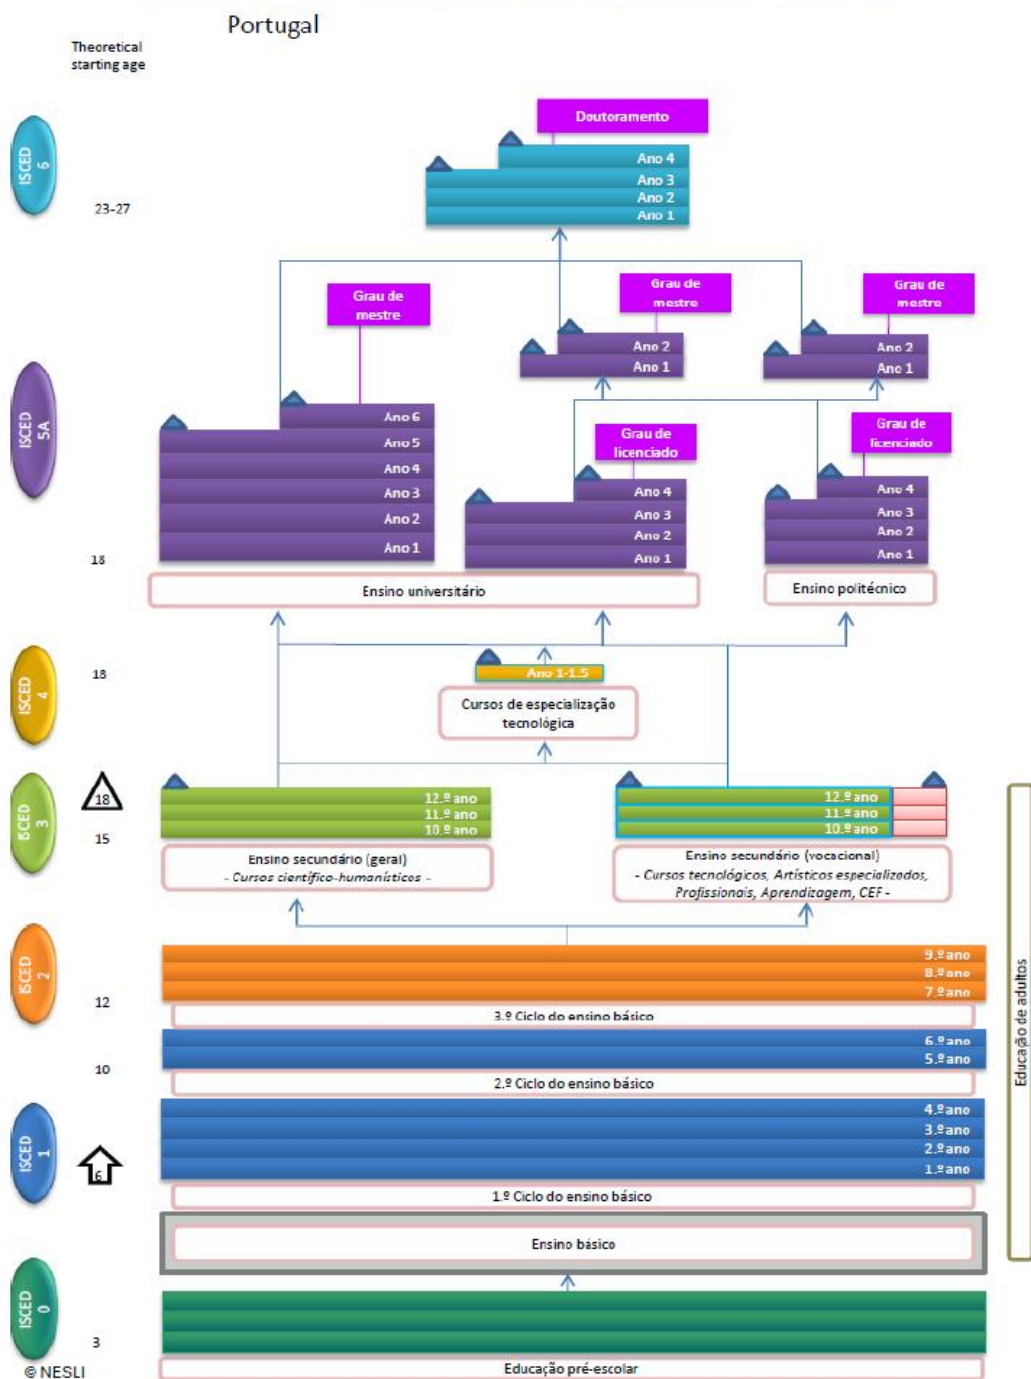 Portugal
Theoretical
starting age
ISCED
6
23-27
Doutoramento
Ano 4
Ano 3
Ano 2
Ano 1
ISCED
5A
Grau de
mestre
Grau de
mestre
Grau de
mestre
Ano 2
Ano 1
Ano 2
Ano 1
Ano 6
Ano 5
Ano 4
Ano 3
Ano 2
Ano 1
Grau de
licenciado
Ano 4
Ano 3
Ano 2
Ano 1
Grau de
licenciado
Ano 4
Ano 3
Ano 2
Ano 1
18
Ensino universitário
Ensino politécnico
ISCED
4
18
Ano 1-1.5
Cursos de especialização
tecnológica
ISCED
3
18
15
12.º ano
11.º ano
10.º ano
Ensino secundário (geral)
- Cursos científico-humanísticos -
12.º ano
11.º ano
10.º ano
Ensino secundário (vocacional)
- Cursos tecnológicos, Artísticos especializados,
Profissionais, Aprendizagem, CEF -
ISCED
2
12
9.º ano
8.º ano
7.º ano
3.º Ciclo do ensino básico
10
6.º ano
5.º ano
2.º Ciclo do ensino básico
ISCED
1
6
4.º ano
3.º ano
2.º ano
1.º ano
1.º Ciclo do ensino básico
Ensino básico
Educação de adultos
ISCED
0
3
Educação pré-escolar
© NESLI